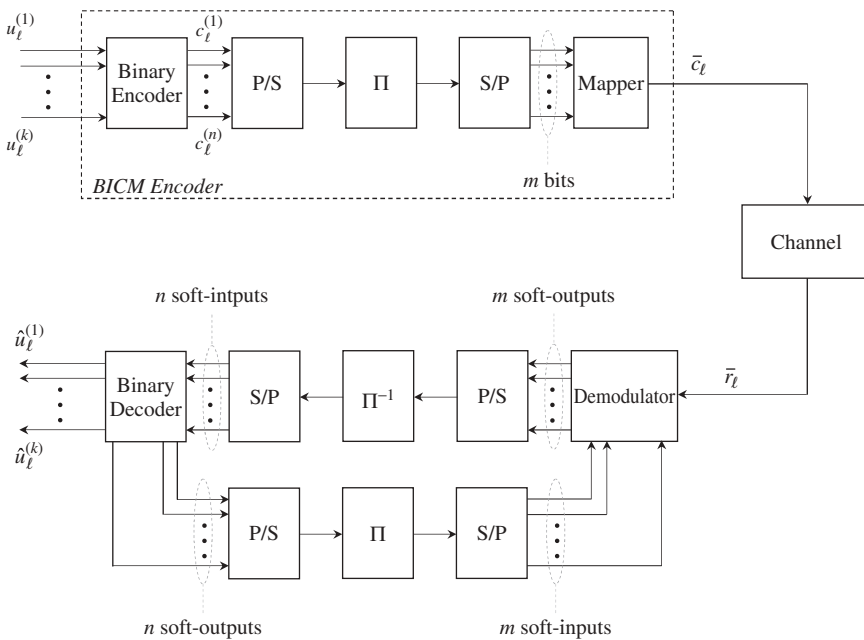 u_ℓ^(1)
c_ℓ^(1)
Binary
Encoder
P/S
Π
S/P
Mapper
c̄_ℓ
u_ℓ^(k)
c_ℓ^(n)
BICM Encoder
m bits
Channel
n soft-intputs
m soft-outputs
û_ℓ^(1)
Binary
Decoder
S/P
Π^−1
P/S
Demodulator
r̄_ℓ
û_ℓ^(k)
P/S
Π
S/P
n soft-outputs
m soft-inputs